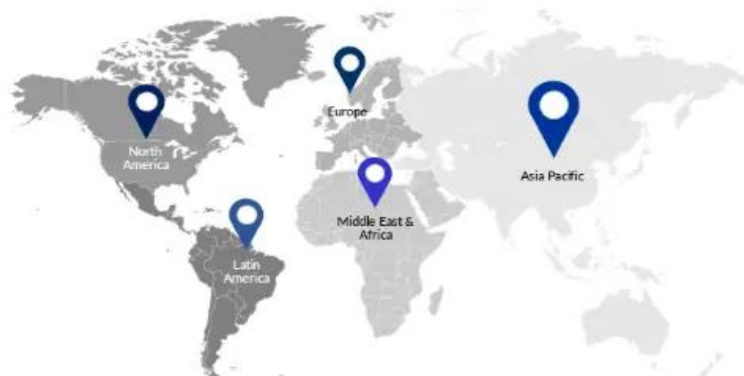 Europe
North
America
Asia Pacific
Middle East &
Africa
Latin
America